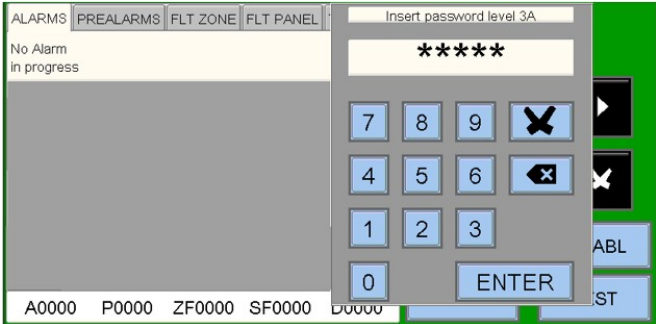 ALARMS PREALARMS FLT ZONE FLT PANEL
No Alarm
in progress
Insert password level 3A
*****
7 8 9
4 5 6
1 2 3
0 ENTER
ABL
EST
A0000 P0000 ZF0000 SF0000 D0000